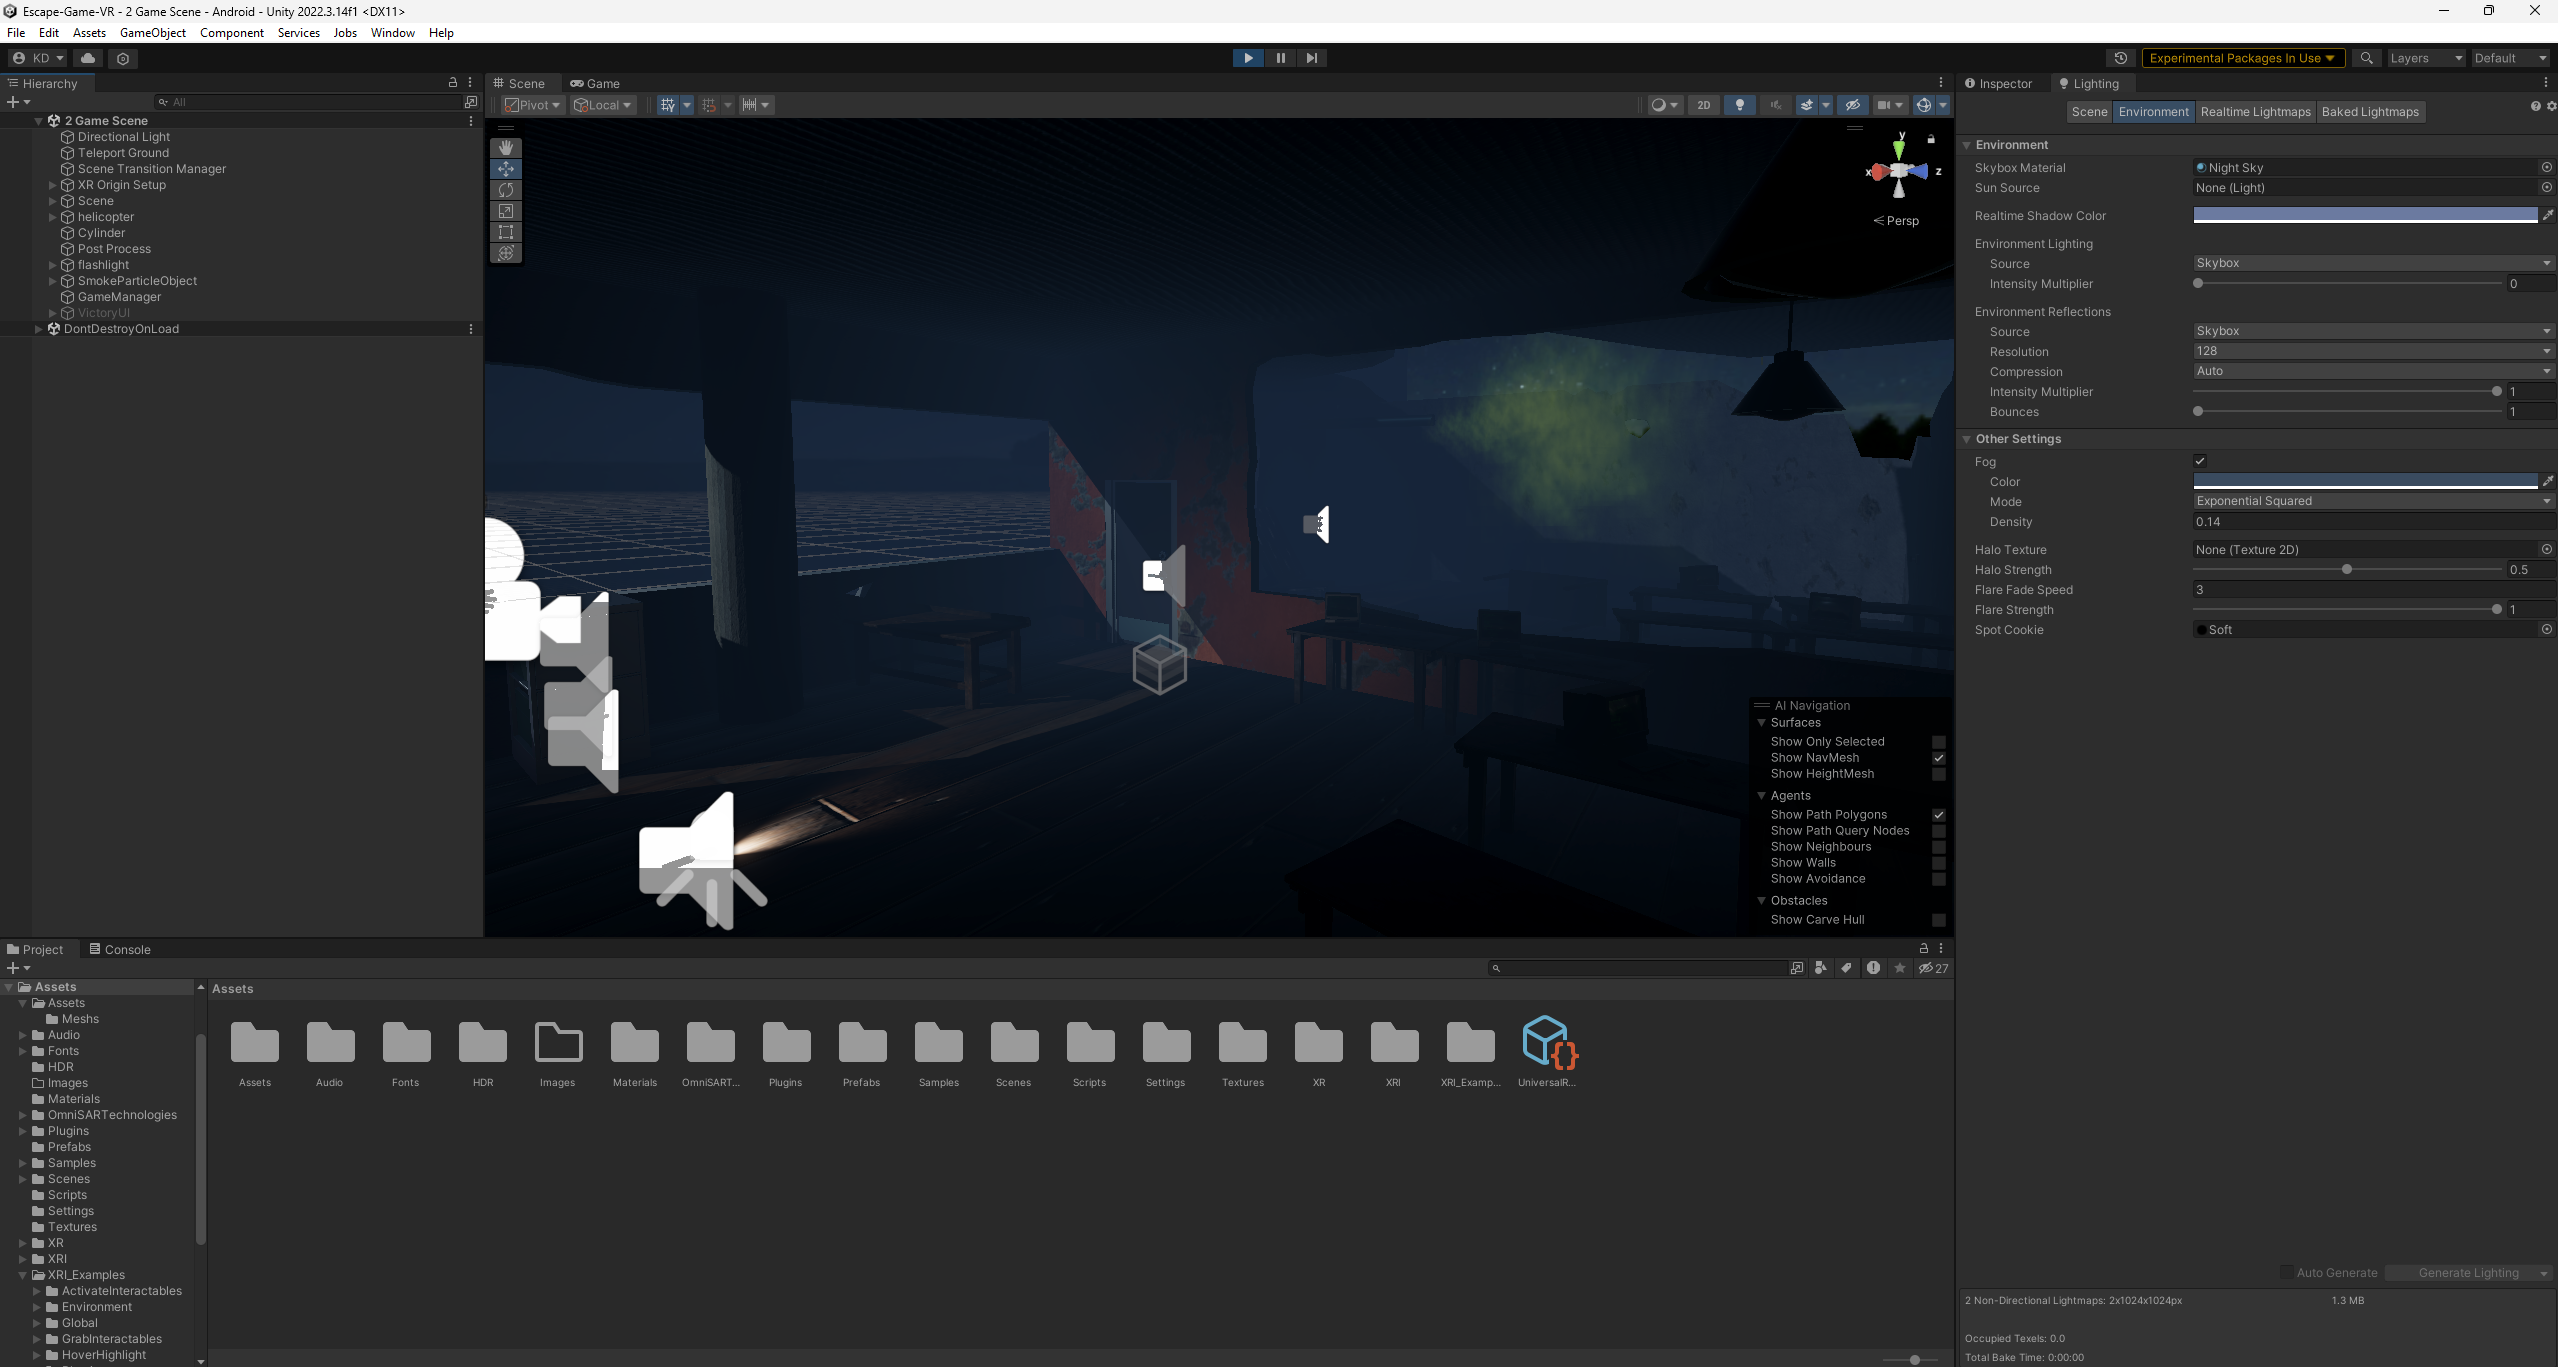 Escape-Game-VR - 2 Game Scene - Android - Unity 2022.3.14f1 <DX11>
File Edit Assets GameObject Component Services Jobs Window Help
KD
Experimental Packages In Use
Layers
Default
Hierarchy
All
2 Game Scene
Directional Light
Teleport Ground
Scene Transition Manager
XR Origin Setup
Scene
helicopter
Cylinder
Post Process
flashlight
SmokeParticleObject
GameManager
VictoryUI
DontDestroyOnLoad
Scene
Game
Pivot
Local
2D
y
x
z
Persp
AI Navigation
Surfaces
Show Only Selected
Show NavMesh
Show HeightMesh
Agents
Show Path Polygons
Show Path Query Nodes
Show Neighbours
Show Walls
Show Avoidance
Obstacles
Show Carve Hull
Inspector
Lighting
Scene Environment Realtime Lightmaps Baked Lightmaps
Environment
Skybox Material Night Sky
Sun Source None (Light)
Realtime Shadow Color
Environment Lighting
Source Skybox
Intensity Multiplier 0
Environment Reflections
Source Skybox
Resolution 128
Compression Auto
Intensity Multiplier 1
Bounces 1
Other Settings
Fog
Color
Mode Exponential Squared
Density 0.14
Halo Texture None (Texture 2D)
Halo Strength 0.5
Flare Fade Speed 3
Flare Strength 1
Spot Cookie Soft
Auto Generate
Generate Lighting
2 Non-Directional Lightmaps: 2x1024x1024px 1.3 MB
Occupied Texels: 0.0
Total Bake Time: 0:00:00
Project
Console
27
Assets
Assets
Meshs
Audio
Fonts
HDR
Images
Materials
OmniSARTechnologies
Plugins
Prefabs
Samples
Scenes
Scripts
Settings
Textures
XR
XRI
XRI_Examples
ActivateInteractables
Environment
Global
GrabInteractables
HoverHighlight
Assets
Assets Audio Fonts HDR Images Materials OmniSART... Plugins Prefabs Samples Scenes Scripts Settings Textures XR XRI XRI_Examp... UniversalR...